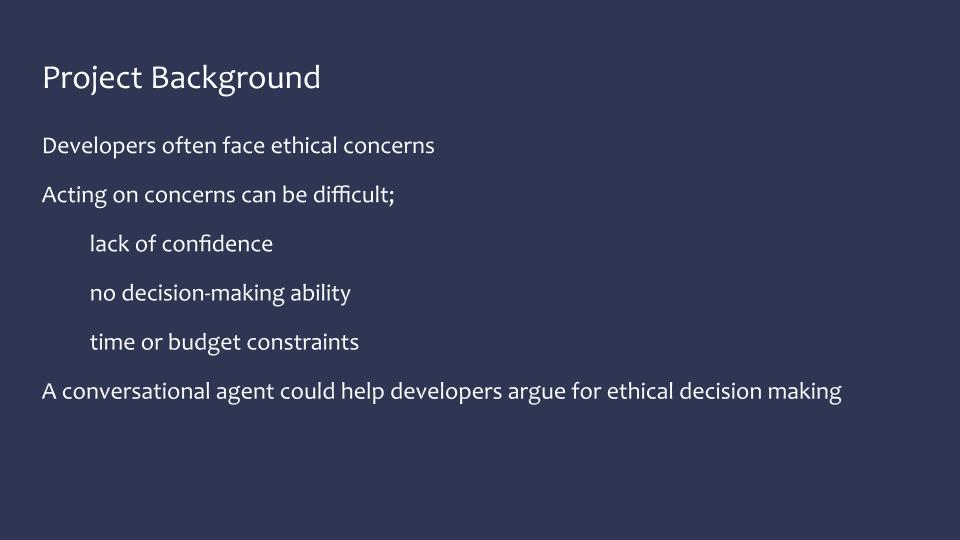 Project Background
Developers often face ethical concerns
Acting on concerns can be difficult;
lack of confidence
no decision-making ability
time or budget constraints
A conversational agent could help developers argue for ethical decision making